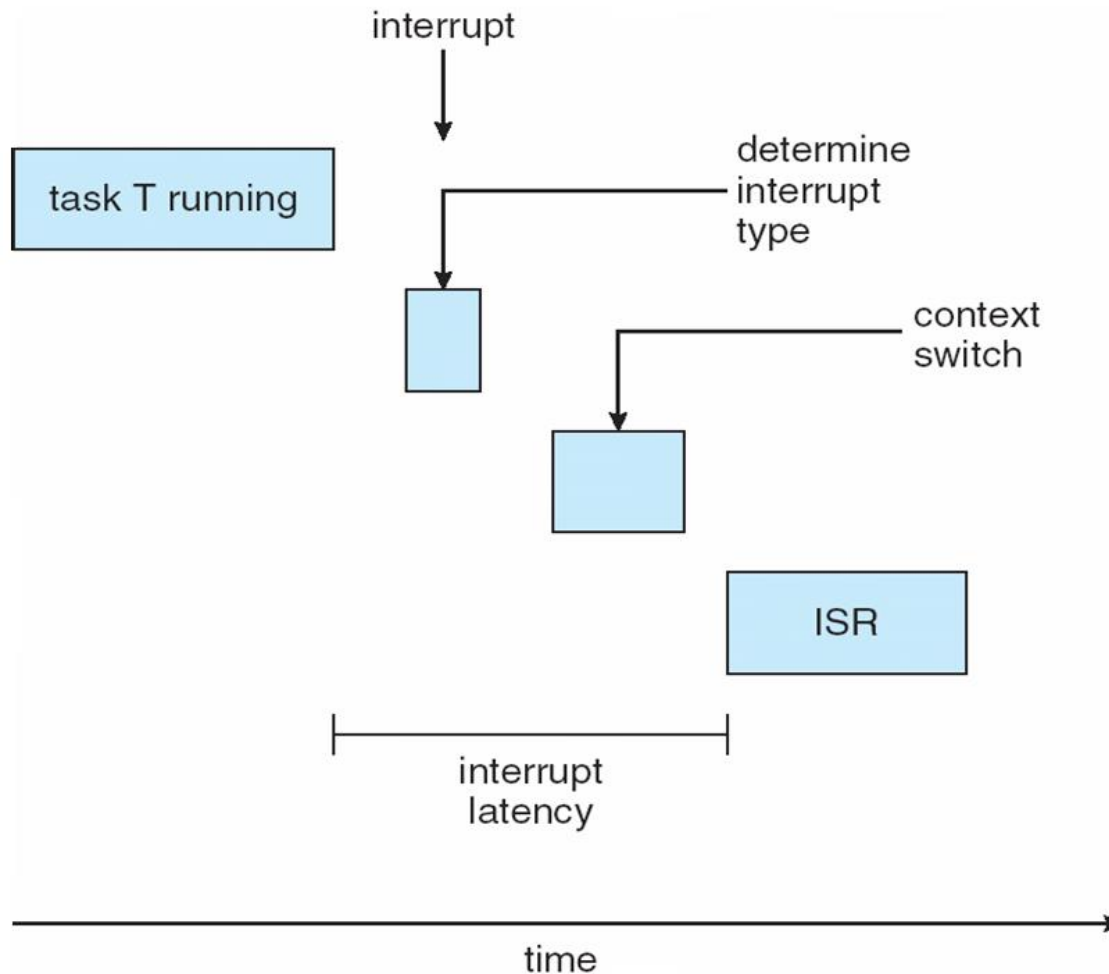 interrupt
task T running
determine
interrupt
type
context
switch
ISR
interrupt
latency
time